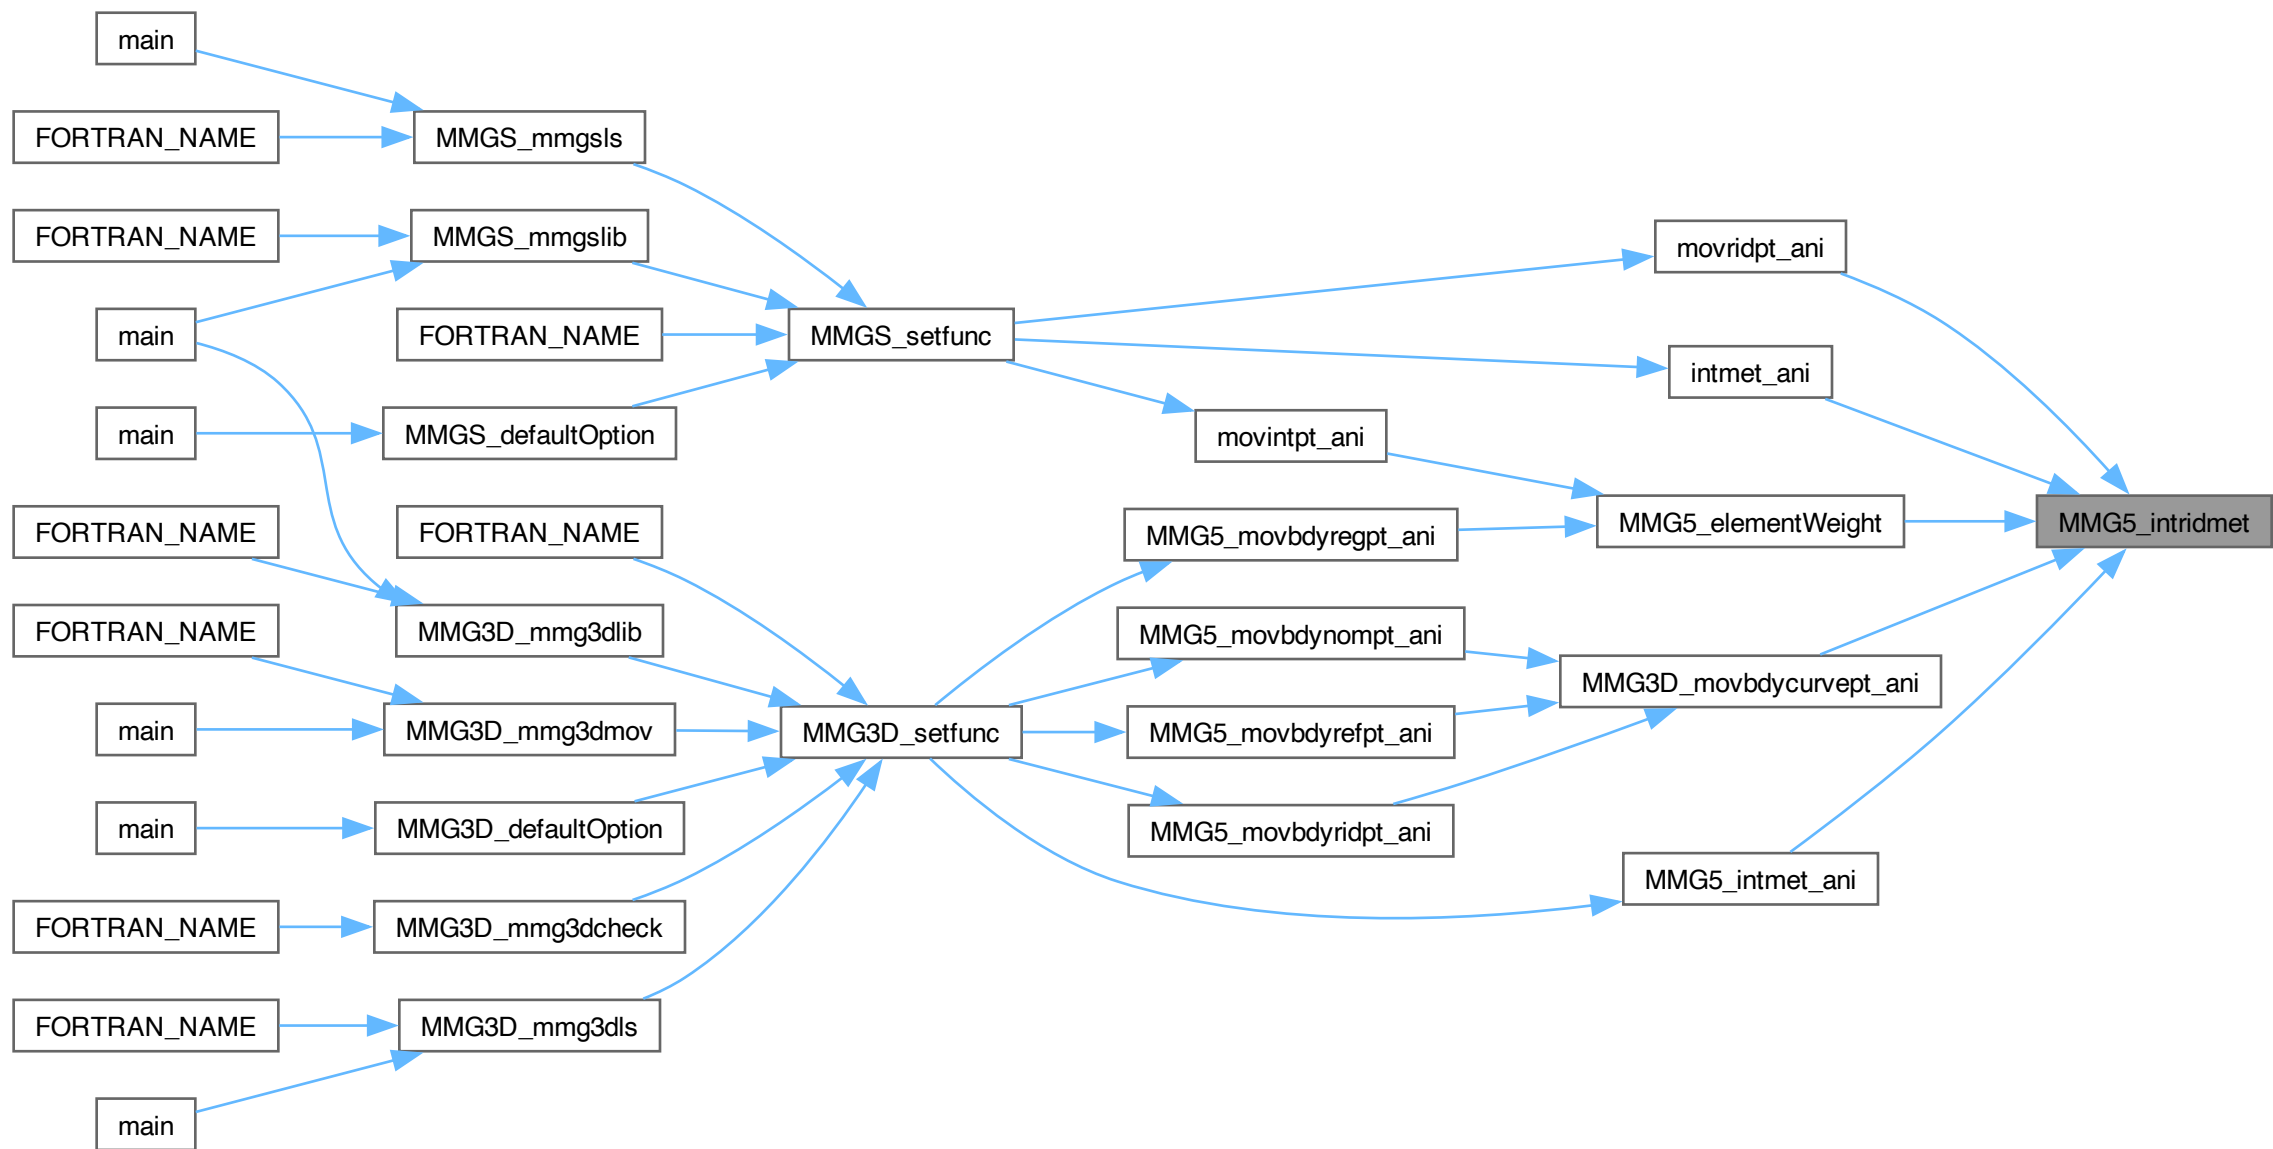 main
FORTRAN_NAME
MMGS_mmgsls
FORTRAN_NAME
MMGS_mmgslib
movridpt_ani
main
FORTRAN_NAME
MMGS_setfunc
intmet_ani
main
MMGS_defaultOption
movintpt_ani
FORTRAN_NAME
FORTRAN_NAME
MMG5_movbdyregpt_ani
MMG5_elementWeight
MMG5_intridmet
FORTRAN_NAME
MMG3D_mmg3dlib
MMG5_movbdynompt_ani
MMG3D_movbdycurvept_ani
main
MMG3D_mmg3dmov
MMG3D_setfunc
MMG5_movbdyrefpt_ani
main
MMG3D_defaultOption
MMG5_movbdyridpt_ani
MMG5_intmet_ani
FORTRAN_NAME
MMG3D_mmg3dcheck
FORTRAN_NAME
MMG3D_mmg3dls
main